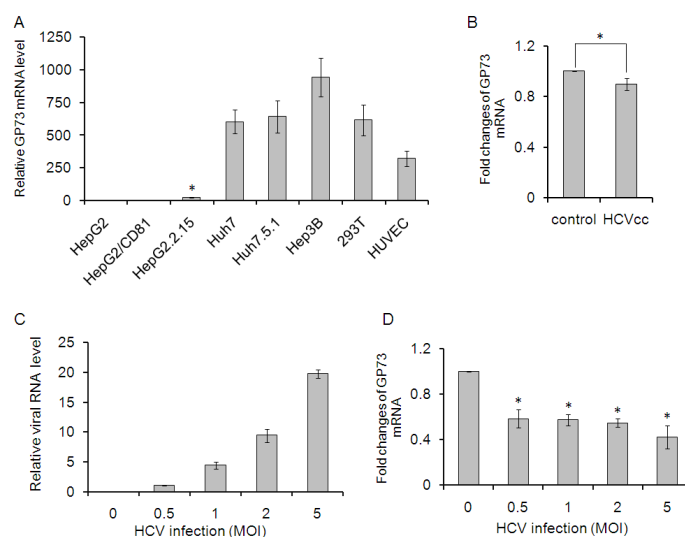 A
Relative GP73 mRNA level
1250
1000
750
500
250
0
*
HepG2
HepG2/CD81
HepG2.2.15
Huh7
Huh7.5.1
Hep3B
293T
HUVEC
B
Fold changes of GP73
mRNA
1.2
0.8
0.4
0
*
control HCVcc
C
Relative viral RNA level
25
20
15
10
5
0
0 0.5 1 2 5
HCV infection (MOI)
D
Fold changes of GP73
mRNA
1.2
0.8
0.4
0
* * * *
0 0.5 1 2 5
HCV infection (MOI)